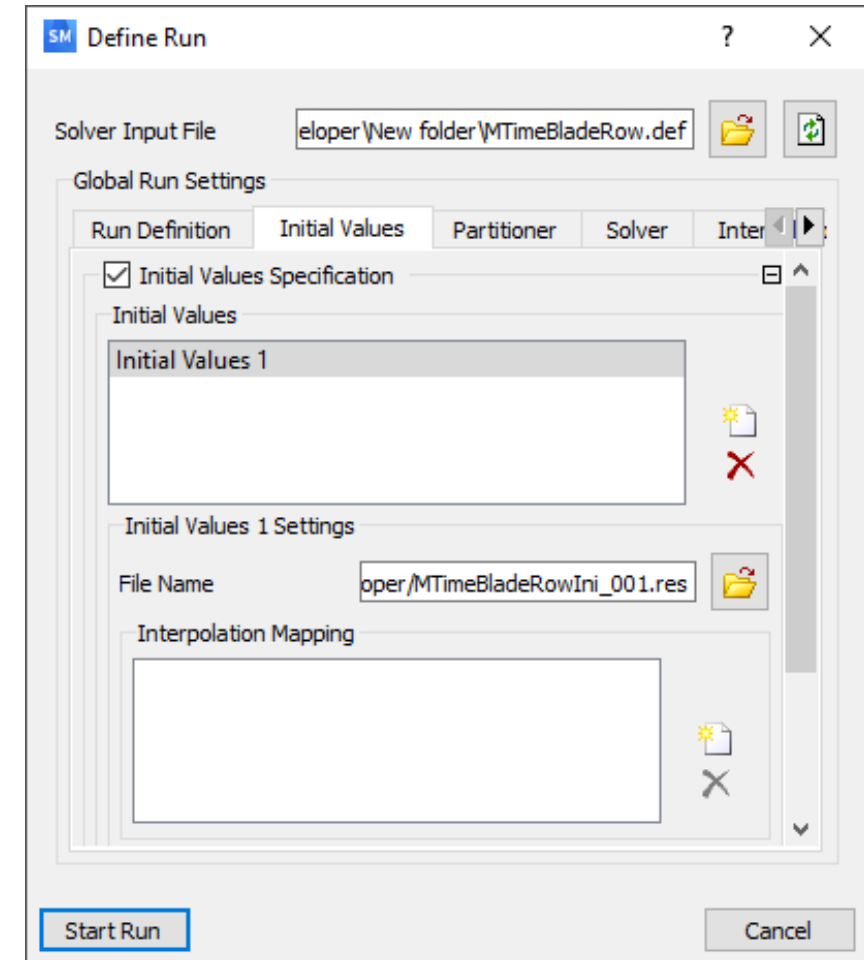 SM Define Run ?
Solver Input File eloper\New folder\MTimeBladeRow.def
Global Run Settings
Run Definition Initial Values Partitioner Solver Inter
Initial Values Specification
Initial Values
Initial Values 1
Initial Values 1 Settings
File Name oper/MTimeBladeRowIni_001.res
Interpolation Mapping
Start Run Cancel